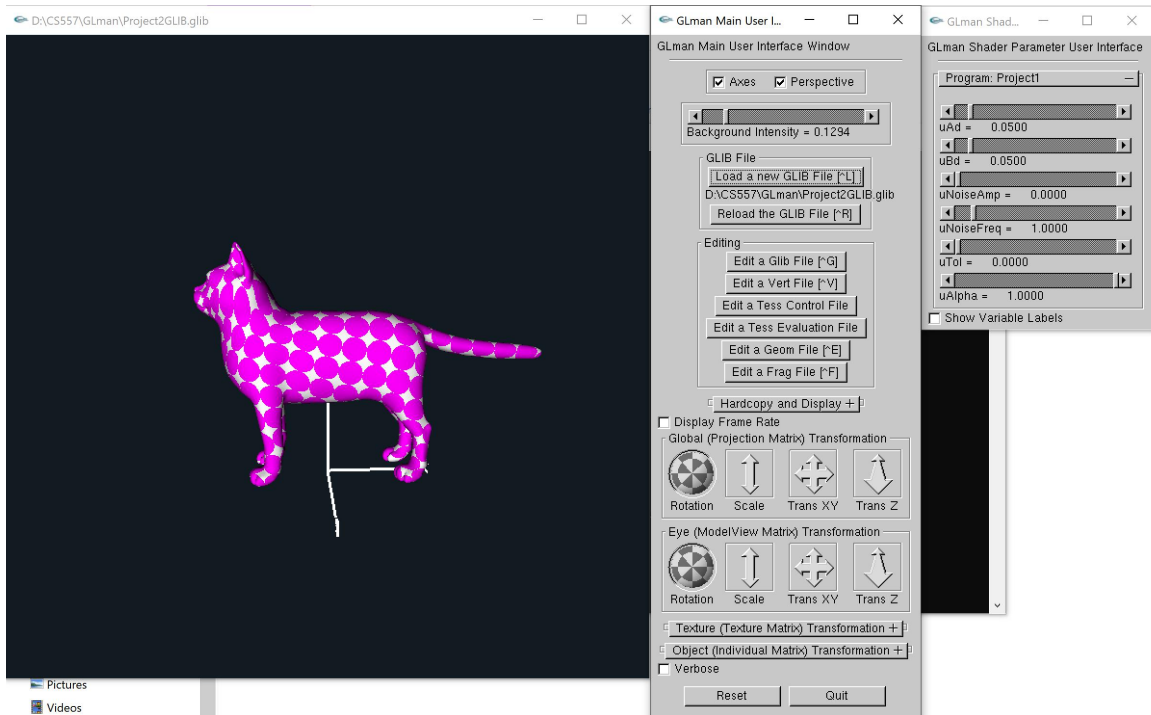 D:\CS557\GLman\Project2GLIB.glib
GLman Main User I...
GLman Main User Interface Window
Axes
Perspective
Background Intensity = 0.1294
GLIB File
Load a new GLIB File [^L]
D:\CS557\GLman\Project2GLIB.glib
Reload the GLIB File [^R]
Editing
Edit a Glib File [^G]
Edit a Vert File [^V]
Edit a Tess Control File
Edit a Tess Evaluation File
Edit a Geom File [^E]
Edit a Frag File [^F]
Hardcopy and Display +
Display Frame Rate
Global (Projection Matrix) Transformation
Rotation Scale Trans XY Trans Z
Eye (ModelView Matrix) Transformation
Rotation Scale Trans XY Trans Z
Texture (Texture Matrix) Transformation +
Object (Individual Matrix) Transformation +
Verbose
Reset Quit
GLman Shad...
GLman Shader Parameter User Interface
Program: Project1 –
uAd = 0.0500
uBd = 0.0500
uNoiseAmp = 0.0000
uNoiseFreq = 1.0000
uTol = 0.0000
uAlpha = 1.0000
Show Variable Labels
Pictures
Videos